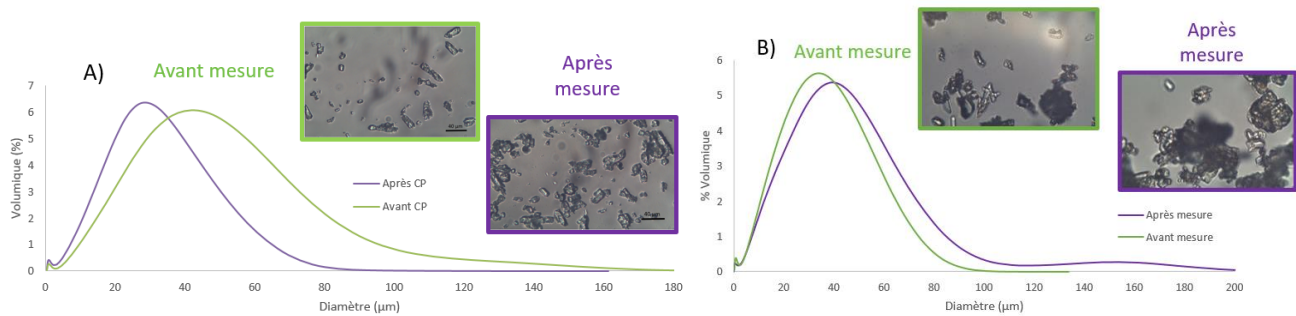 A)
Avant mesure
Après
mesure
40 µm
Volumique (%)
7
6
5
4
3
2
1
0
Après CP
Avant CP
0 20 40 60 80 100 120 140 160 180
Diamètre (µm)
B)
Avant mesure
Après
mesure
% Volumique
6
5
4
3
2
1
0
Après mesure
Avant mesure
0 20 40 60 80 100 120 140 160 180 200
Diamètre (µm)